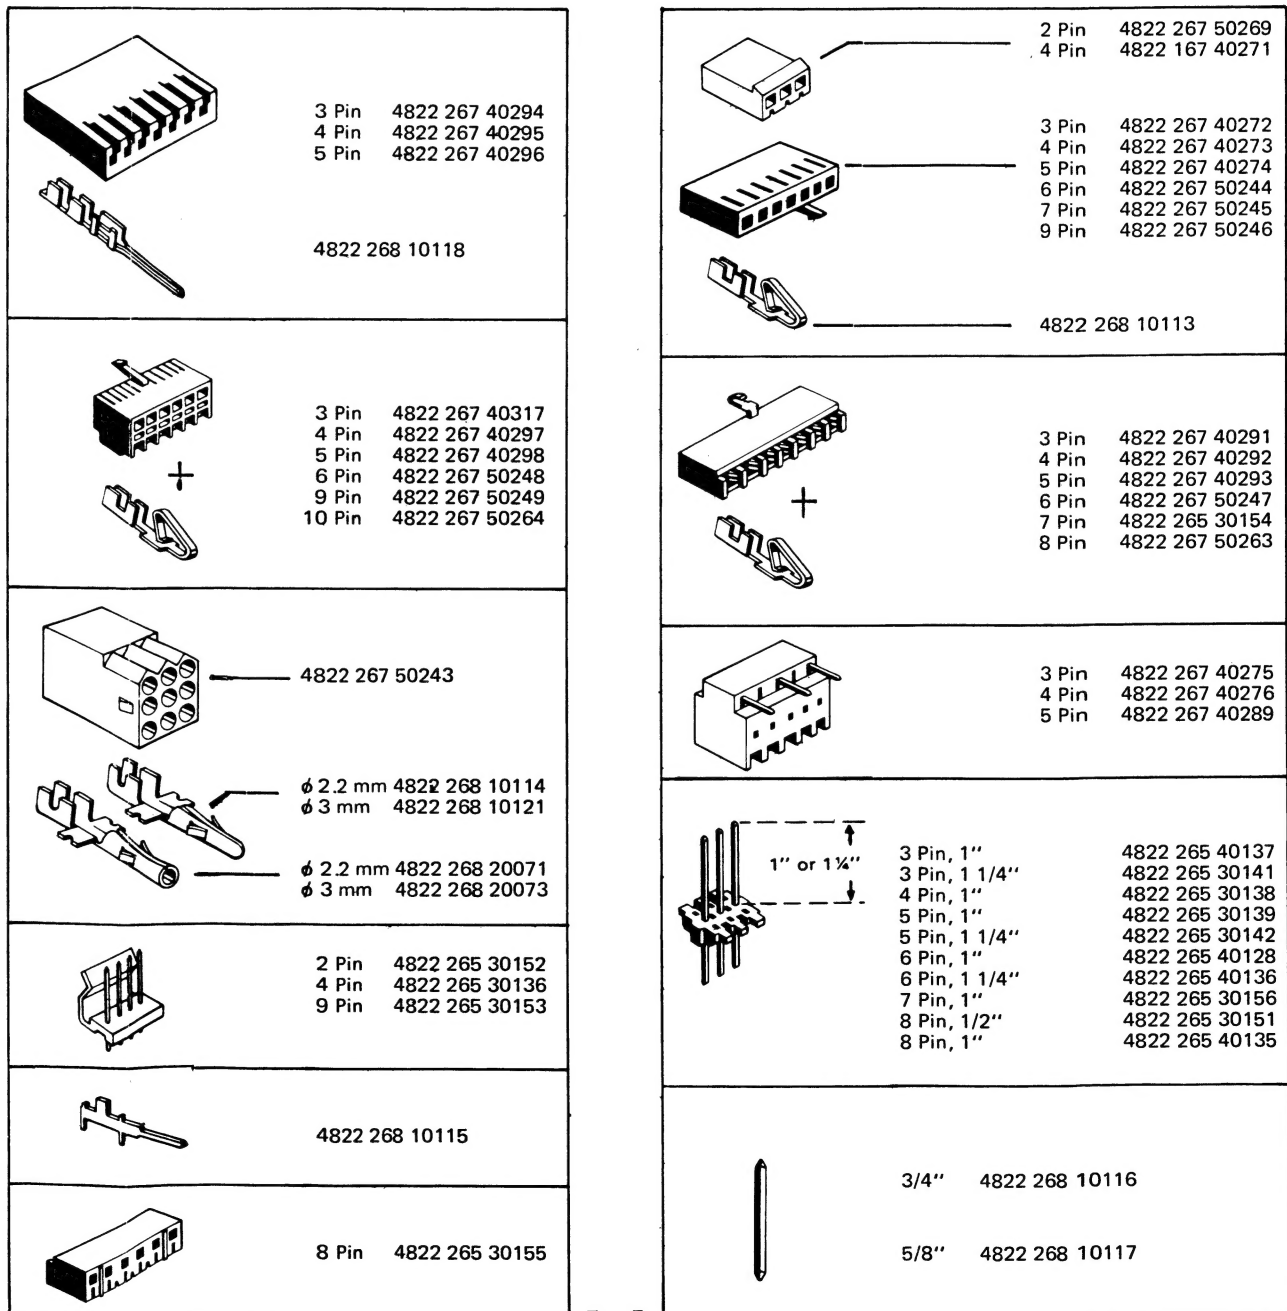 3 Pin 4822 267 40294
4 Pin 4822 267 40295
5 Pin 4822 267 40296
4822 268 10118
3 Pin 4822 267 40317
4 Pin 4822 267 40297
5 Pin 4822 267 40298
6 Pin 4822 267 50248
9 Pin 4822 267 50249
10 Pin 4822 267 50264
4822 267 50243
ϕ 2.2 mm 4822 268 10114
ϕ 3 mm 4822 268 10121
ϕ 2.2 mm 4822 268 20071
ϕ 3 mm 4822 268 20073
2 Pin 4822 265 30152
4 Pin 4822 265 30136
9 Pin 4822 265 30153
4822 268 10115
8 Pin 4822 265 30155
2 Pin 4822 267 50269
4 Pin 4822 167 40271
3 Pin 4822 267 40272
4 Pin 4822 267 40273
5 Pin 4822 267 40274
6 Pin 4822 267 50244
7 Pin 4822 267 50245
9 Pin 4822 267 50246
4822 268 10113
3 Pin 4822 267 40291
4 Pin 4822 267 40292
5 Pin 4822 267 40293
6 Pin 4822 267 50247
7 Pin 4822 265 30154
8 Pin 4822 267 50263
3 Pin 4822 267 40275
4 Pin 4822 267 40276
5 Pin 4822 267 40289
1" or 1¼"
3 Pin, 1" 4822 265 40137
3 Pin, 1 1/4" 4822 265 30141
4 Pin, 1" 4822 265 30138
5 Pin, 1" 4822 265 30139
5 Pin, 1 1/4" 4822 265 30142
6 Pin, 1" 4822 265 40128
6 Pin, 1 1/4" 4822 265 40136
7 Pin, 1" 4822 265 30156
8 Pin, 1/2" 4822 265 30151
8 Pin, 1" 4822 265 40135
3/4" 4822 268 10116
5/8" 4822 268 10117